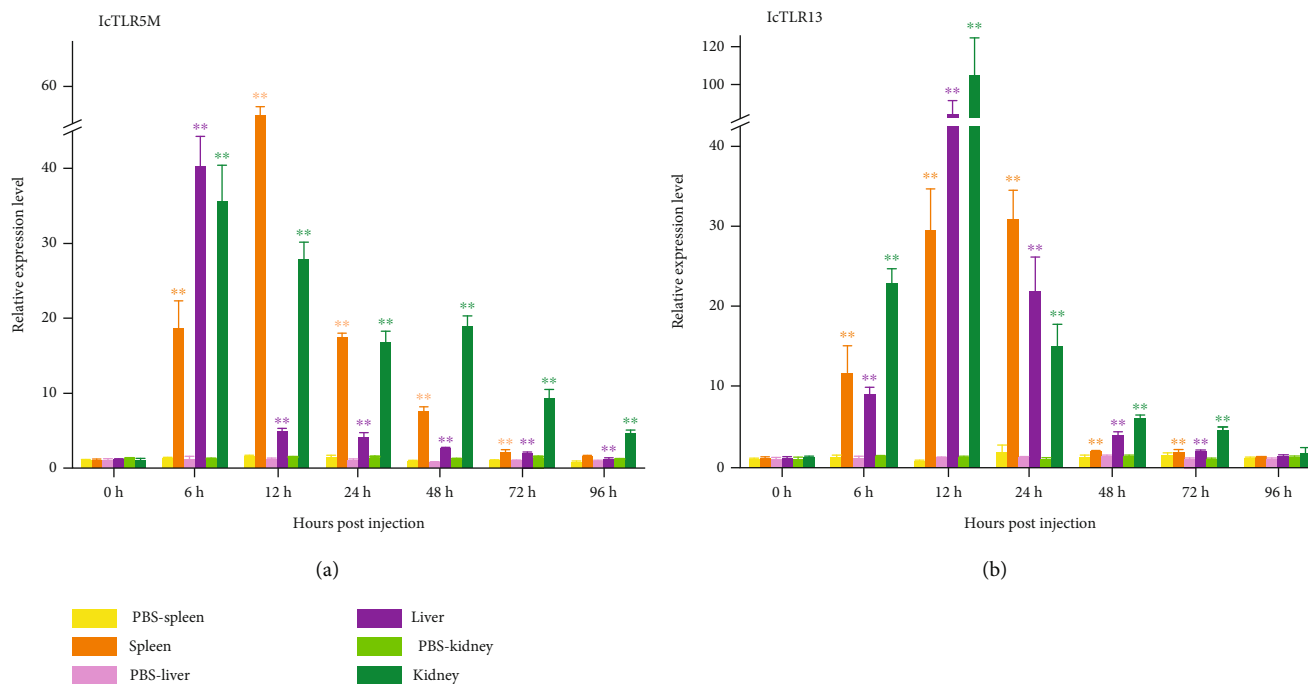 IcTLR5M
Relative expression level
60
40
30
20
10
0
** ** ** ** ** ** ** ** ** ** ** ** ** ** ** ** **
0 h 6 h 12 h 24 h 48 h 72 h 96 h
Hours post injection
(a)
IcTLR13
Relative expression level
120
100
40
30
20
10
0
** ** ** ** ** ** ** ** ** ** ** ** ** ** **
0 h 6 h 12 h 24 h 48 h 72 h 96 h
Hours post injection
(b)
PBS-spleen
Spleen
PBS-liver
Liver
PBS-kidney
Kidney